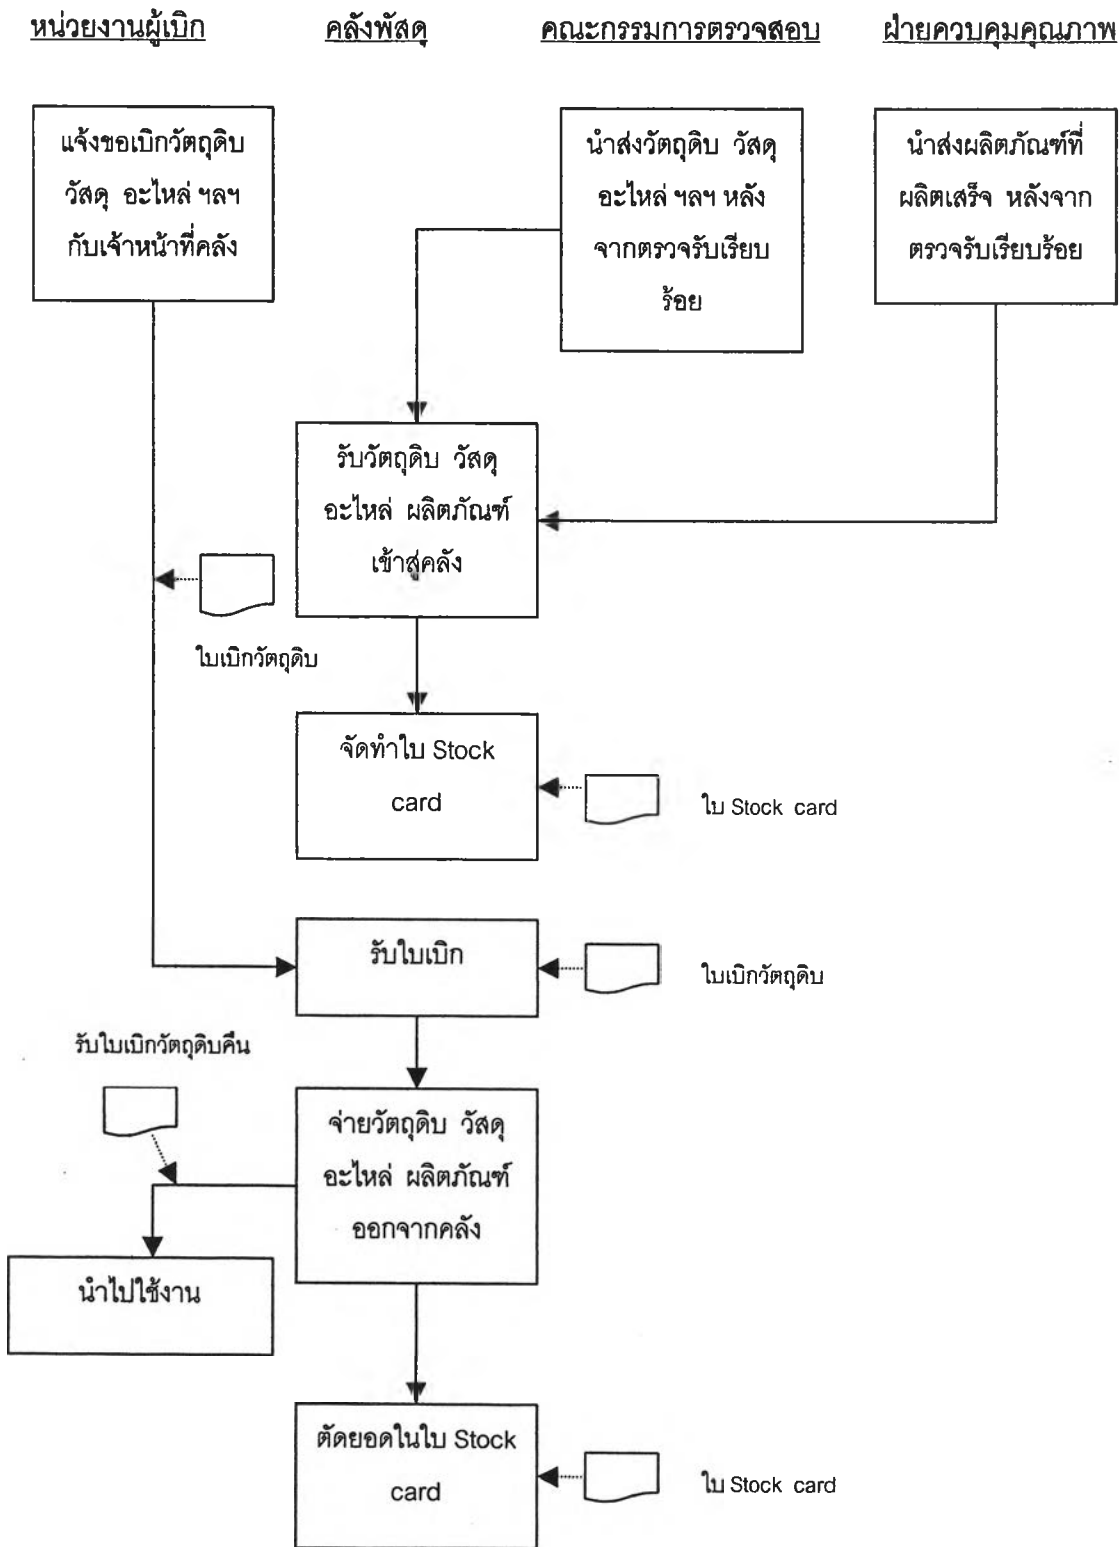 หน่วยงานผู้เบิก
คลังพัสดุ
คณะกรรมการตรวจสอบ
ฝ่ายควบคุมคุณภาพ
แจ้งขอเบิกวัตถุดิบ
วัสดุ อะไหล่ ฯลฯ
กับเจ้าหน้าที่คลัง
นำส่งวัตถุดิบ วัสดุ
อะไหล่ ฯลฯ หลัง
จากตรวจรับเรียบ
ร้อย
นำส่งผลิตภัณฑ์ที่
ผลิตเสร็จ หลังจาก
ตรวจรับเรียบร้อย
รับวัตถุดิบ วัสดุ
อะไหล่ ผลิตภัณฑ์
เข้าสู่คลัง
ใบเบิกวัตถุดิบ
จัดทำใบ Stock
card
ใบ Stock card
รับใบเบิก
ใบเบิกวัตถุดิบ
รับใบเบิกวัตถุดิบคืน
จ่ายวัตถุดิบ วัสดุ
อะไหล่ ผลิตภัณฑ์
ออกจากคลัง
นำไปใช้งาน
ตัดยอดในใบ Stock
card
ใบ Stock card